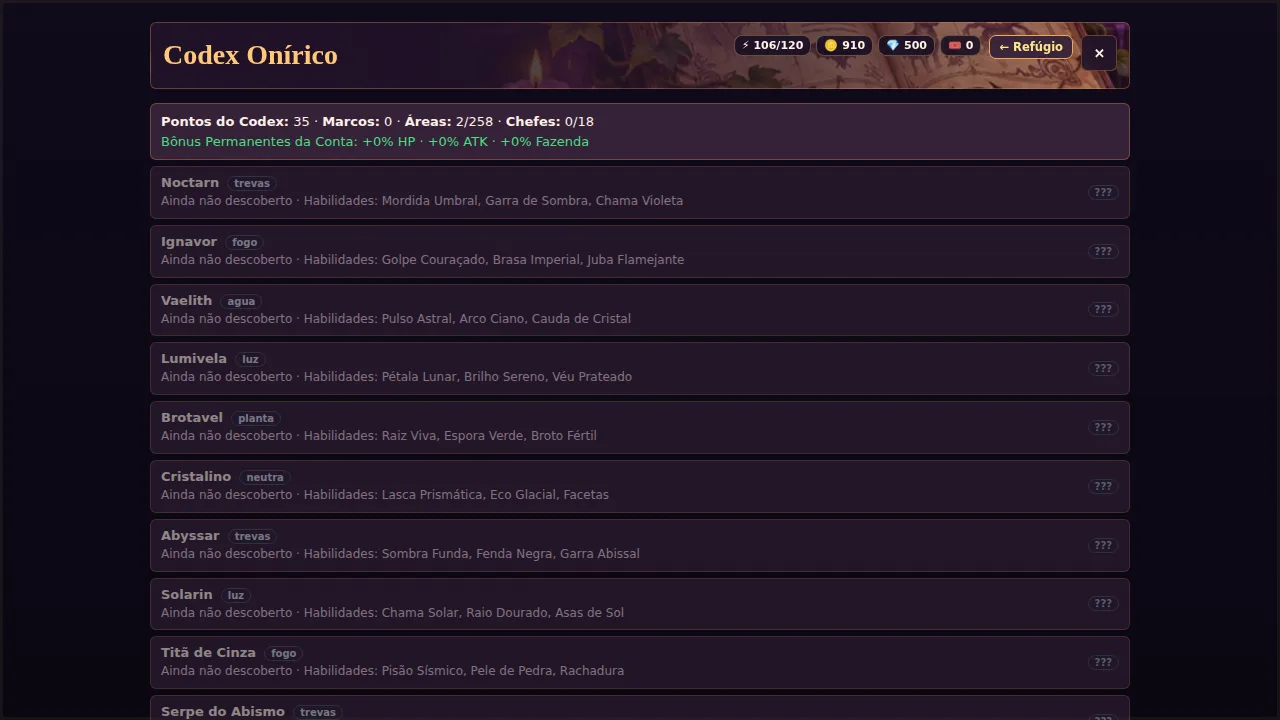 Codex Onírico
⚡ 106/120 🪙 910 💎 500 🎟️ 0 ← Refúgio ×
Pontos do Codex: 35 · Marcos: 0 · Áreas: 2/258 · Chefes: 0/18
Bônus Permanentes da Conta: +0% HP · +0% ATK · +0% Fazenda
Noctarn trevas
Ainda não descoberto · Habilidades: Mordida Umbral, Garra de Sombra, Chama Violeta
???
Ignavor fogo
Ainda não descoberto · Habilidades: Golpe Couraçado, Brasa Imperial, Juba Flamejante
???
Vaelith agua
Ainda não descoberto · Habilidades: Pulso Astral, Arco Ciano, Cauda de Cristal
???
Lumivela luz
Ainda não descoberto · Habilidades: Pétala Lunar, Brilho Sereno, Véu Prateado
???
Brotavel planta
Ainda não descoberto · Habilidades: Raiz Viva, Espora Verde, Broto Fértil
???
Cristalino neutra
Ainda não descoberto · Habilidades: Lasca Prismática, Eco Glacial, Facetas
???
Abyssar trevas
Ainda não descoberto · Habilidades: Sombra Funda, Fenda Negra, Garra Abissal
???
Solarin luz
Ainda não descoberto · Habilidades: Chama Solar, Raio Dourado, Asas de Sol
???
Titã de Cinza fogo
Ainda não descoberto · Habilidades: Pisão Sísmico, Pele de Pedra, Rachadura
???
Serpe do Abismo trevas
???